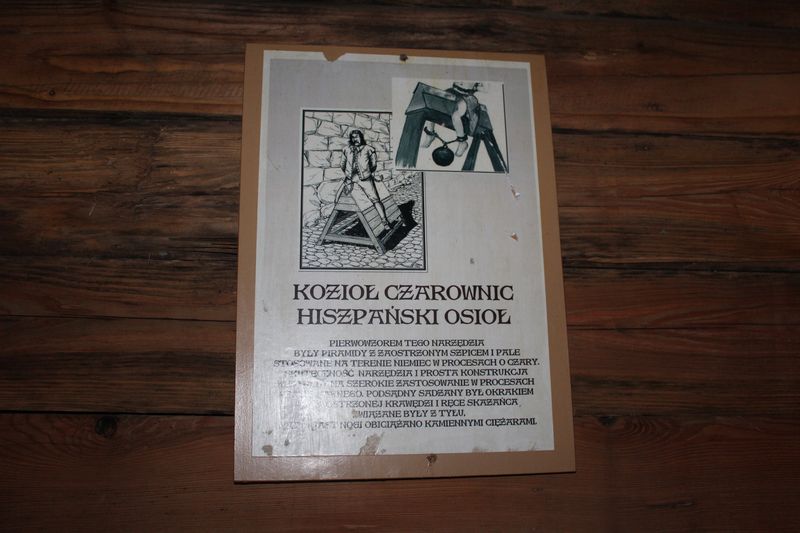 KOZIOŁ CZAROWNIC
HISZPAŃSKI OSIOŁ
PIERWOWZOREM TEGO NARZĘDZIA
BYŁY PIRAMIDY Z ZAOSTRZONYM SZPICEM I PALE
STOSOWANE NA TERENIE NIEMIEC W PROCESACH O CZARY.
NARZĘDZIA I PROSTA KONSTRUKCJA
NA SZEROKIE ZASTOSOWANIE W PROCESACH
PODSĄDNY SADZANY BYŁ OKRAKIEM
KRAWĘDZI I RĘCE SKAZAŃCA
ZWIĄZANE BYŁY Z TYŁU.
NOGI OBICIĄŻANO KAMIENNYMI CIĘŻARAMI.